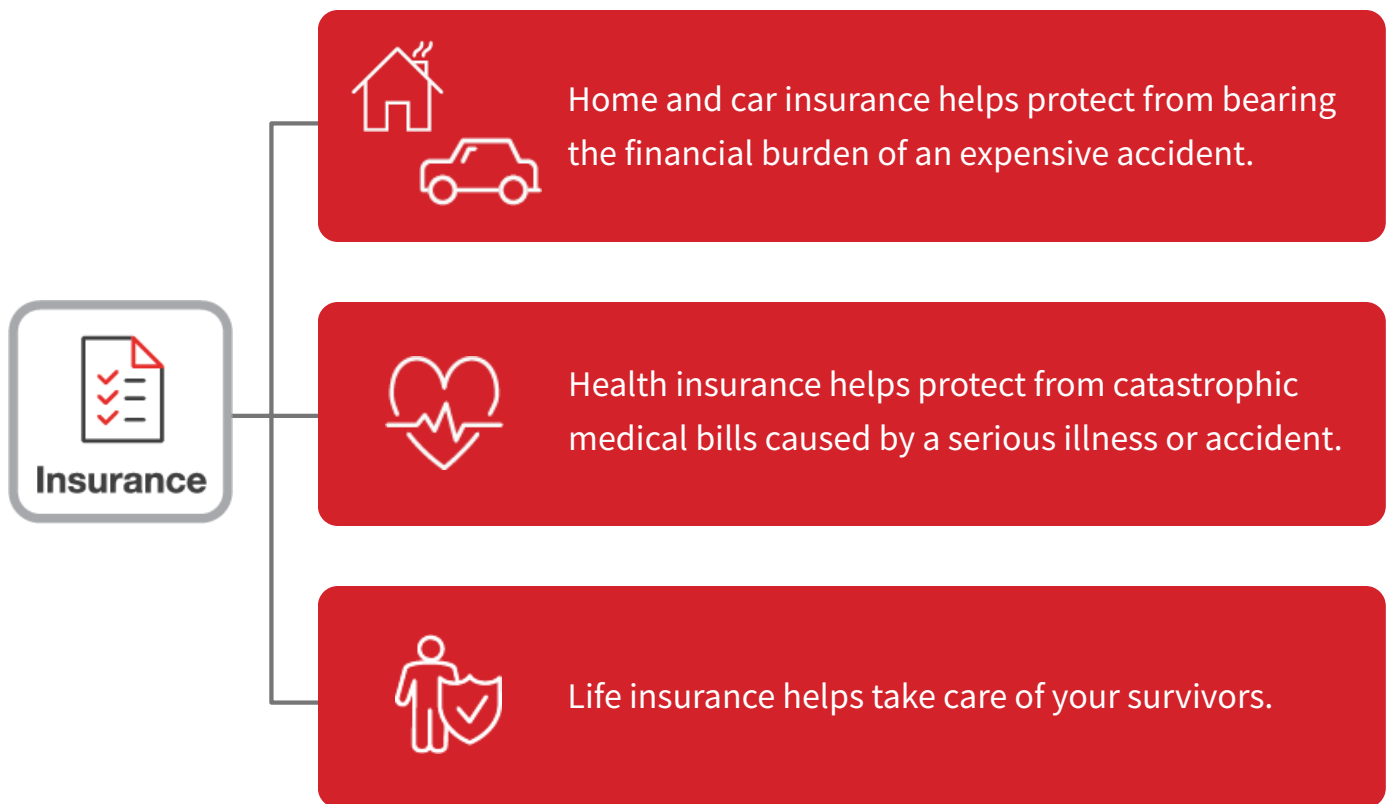 Home and car insurance helps protect from bearing
the financial burden of an expensive accident.
Insurance
Health insurance helps protect from catastrophic
medical bills caused by a serious illness or accident.
Life insurance helps take care of your survivors.